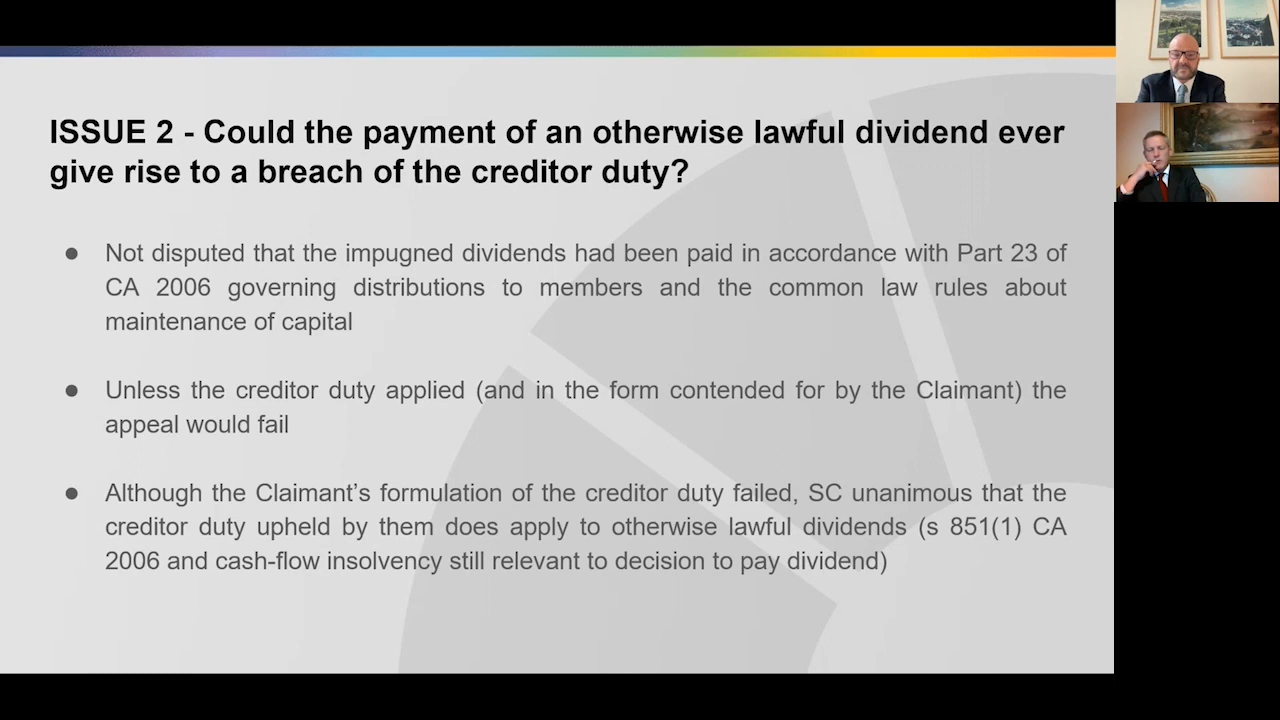 ISSUE 2 - Could the payment of an otherwise lawful dividend ever
give rise to a breach of the creditor duty?
● Not disputed that the impugned dividends had been paid in accordance with Part 23 of
CA 2006 governing distributions to members and the common law rules about
maintenance of capital
● Unless the creditor duty applied (and in the form contended for by the Claimant) the
appeal would fail
● Although the Claimant’s formulation of the creditor duty failed, SC unanimous that the
creditor duty upheld by them does apply to otherwise lawful dividends (s 851(1) CA
2006 and cash-flow insolvency still relevant to decision to pay dividend)